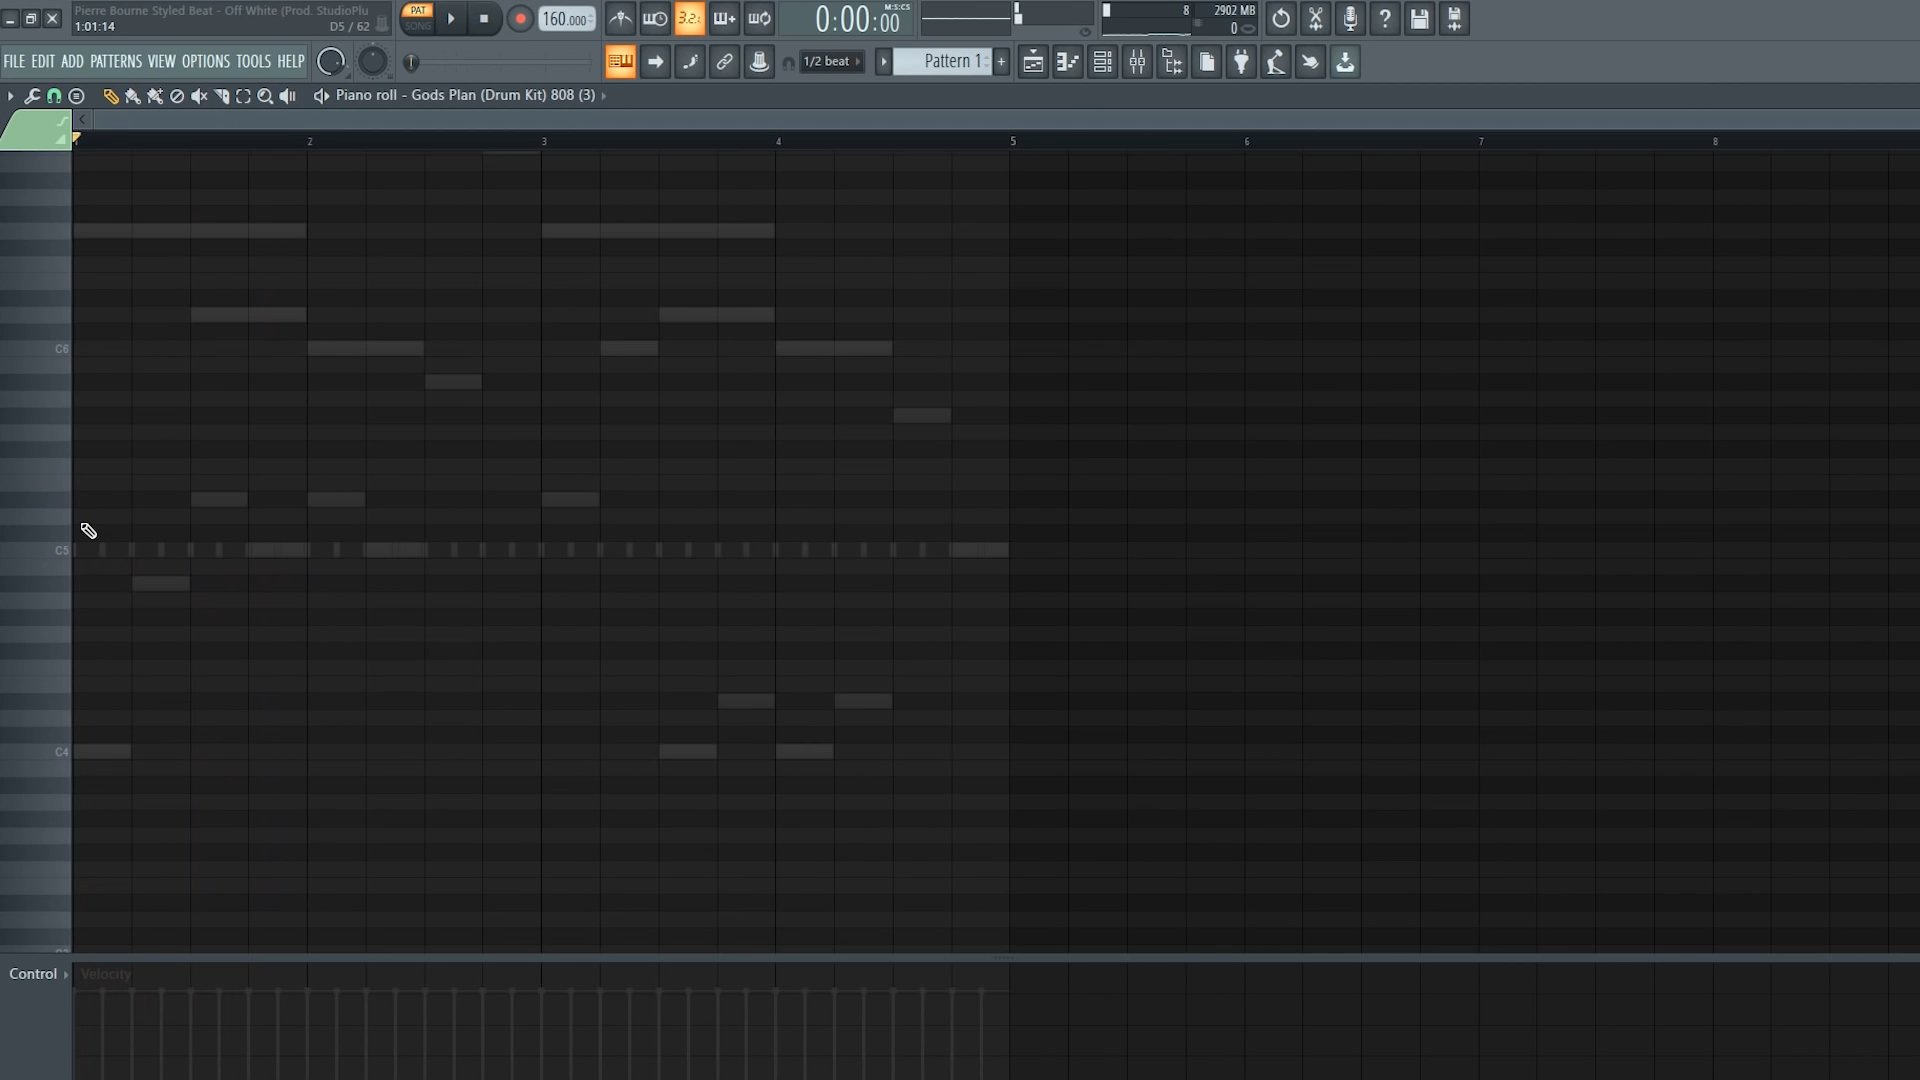 Pierre Bourne Styled Beat - Off White (Prod. StudioPlu
1:01:14 D5 / 62
PAT
SONG
160.000
3.2.
0:00:00
M:S:CS
8 2902 MB
0
FILE EDIT ADD PATTERNS VIEW OPTIONS TOOLS HELP
1/2 beat
Pattern 1
+
?
Piano roll - Gods Plan (Drum Kit) 808 (3)
2 3 4 5 6 7 8
C6
C5
C4
Control
Velocity